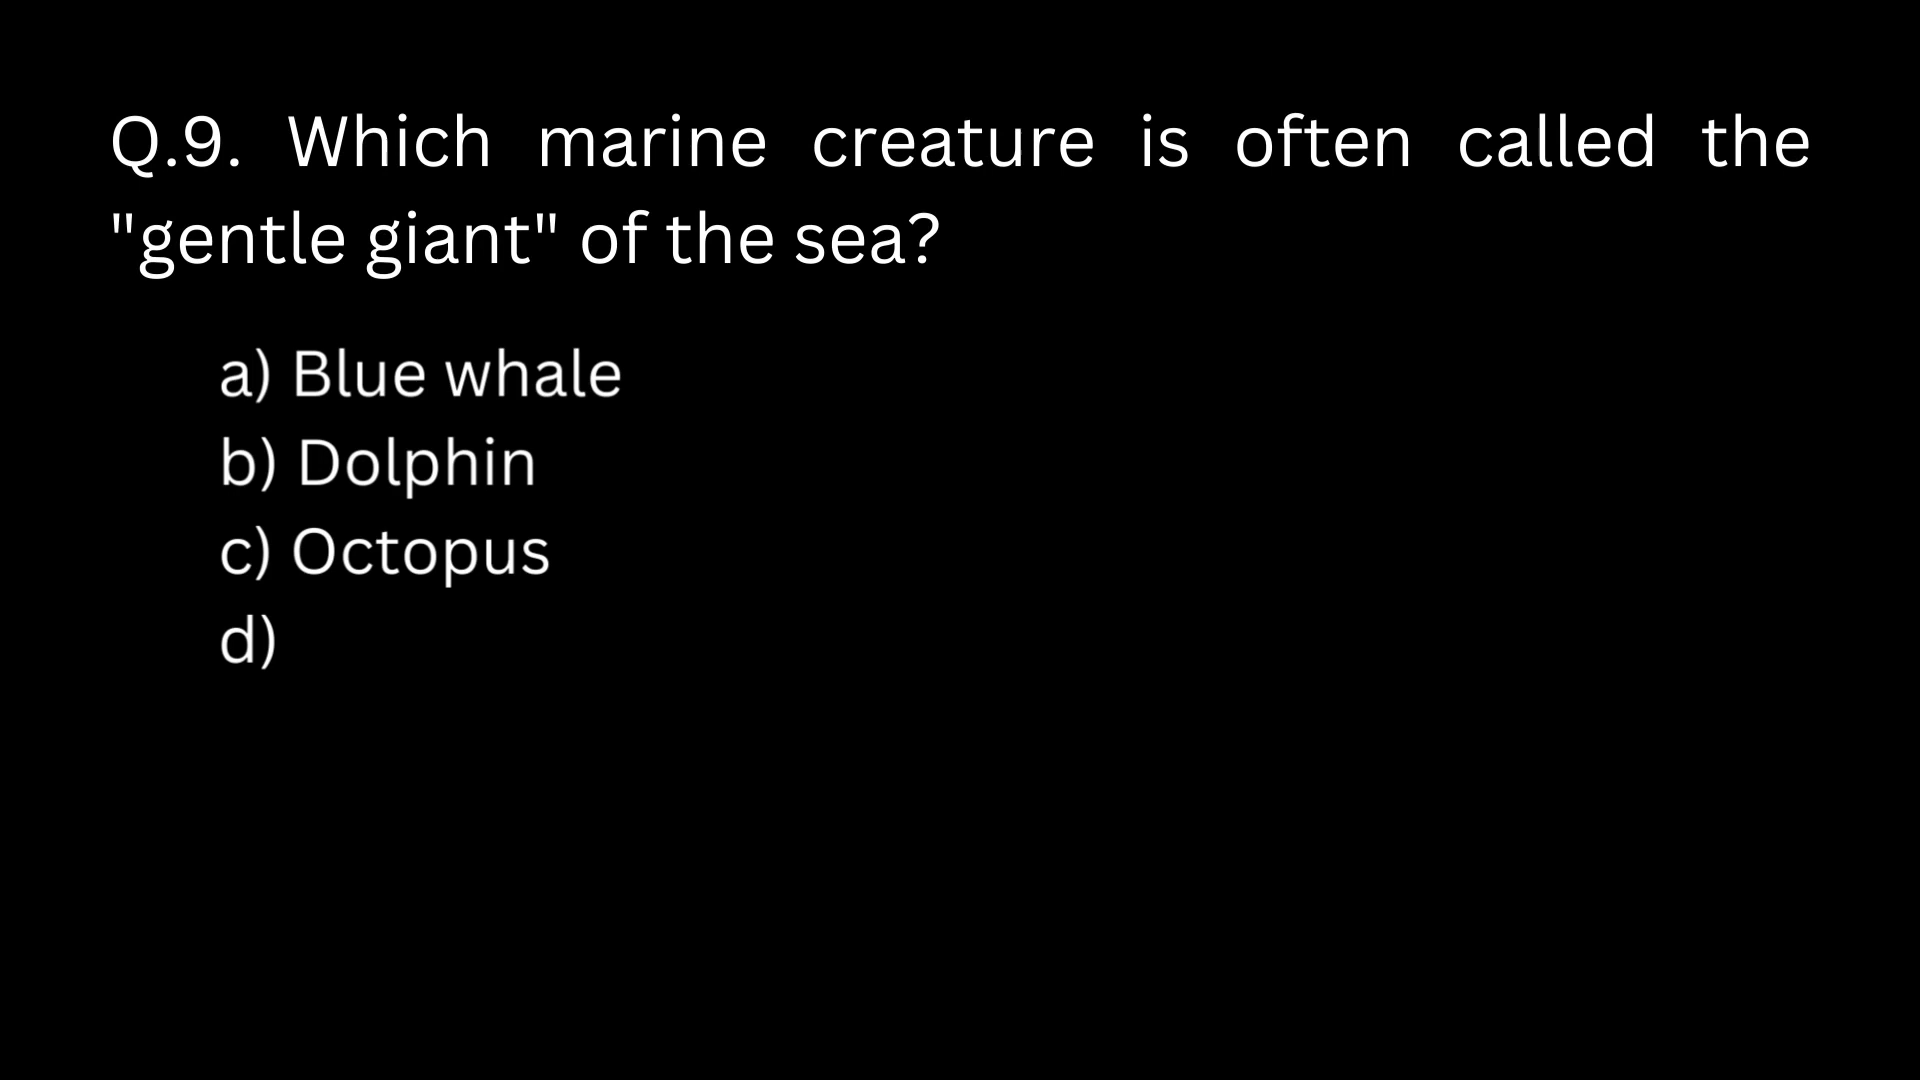 Q.9. Which marine creature is often called the
"gentle giant" of the sea?
a) Blue whale
b) Dolphin
c) Octopus
d)